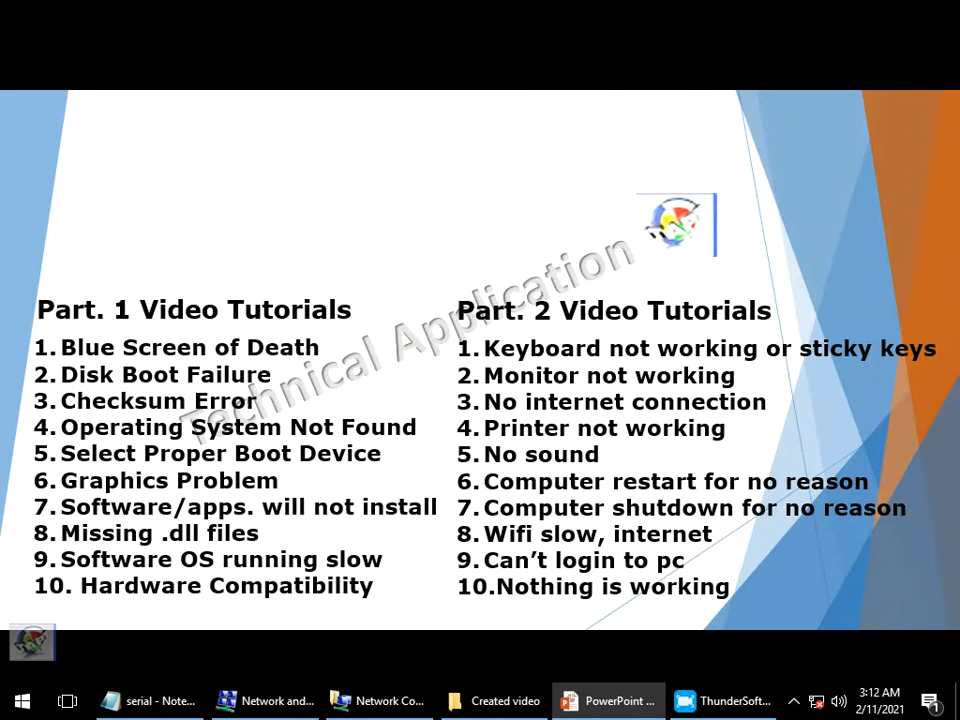 Technical Application
Part. 1 Video Tutorials
1. Blue Screen of Death
2. Disk Boot Failure
3. Checksum Error
4. Operating System Not Found
5. Select Proper Boot Device
6. Graphics Problem
7. Software/apps. will not install
8. Missing .dll files
9. Software OS running slow
10. Hardware Compatibility
Part. 2 Video Tutorials
1. Keyboard not working or sticky keys
2. Monitor not working
3. No internet connection
4. Printer not working
5. No sound
6. Computer restart for no reason
7. Computer shutdown for no reason
8. Wifi slow, internet
9. Can’t login to pc
10.Nothing is working
serial - Note...
Network and...
Network Co...
Created video
PowerPoint ...
ThunderSoft...
3:12 AM
2/11/2021
1